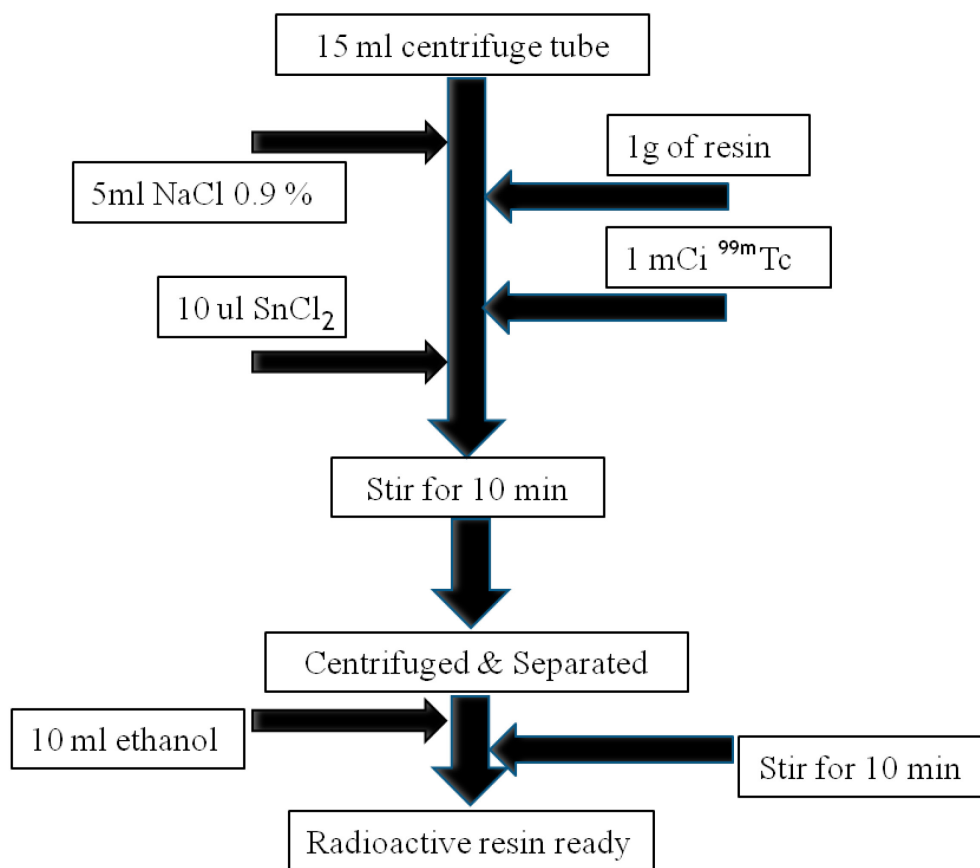 15 ml centrifuge tube
1g of resin
5ml NaCl 0.9 %
1 mCi ⁹⁹ᵐTc
10 ul SnCl₂
Stir for 10 min
Centrifuged & Separated
10 ml ethanol
Stir for 10 min
Radioactive resin ready